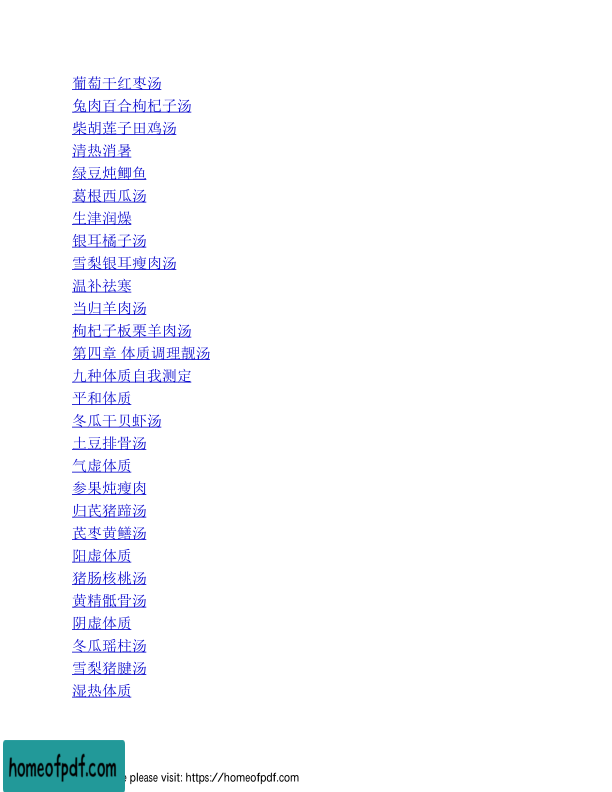 葡萄干红枣汤
兔肉百合枸杞子汤
柴胡莲子田鸡汤
清热消暑
绿豆炖鲫鱼
葛根西瓜汤
生津润燥
银耳橘子汤
雪梨银耳瘦肉汤
温补祛寒
当归羊肉汤
枸杞子板栗羊肉汤
第四章 体质调理靓汤
九种体质自我测定
平和体质
冬瓜干贝虾汤
土豆排骨汤
气虚体质
参果炖瘦肉
归芪猪蹄汤
芪枣黄鳝汤
阳虚体质
猪肠核桃汤
黄精骶骨汤
阴虚体质
冬瓜瑶柱汤
雪梨猪腱汤
湿热体质
homeofpdf.com
e please visit: https://homeofpdf.com